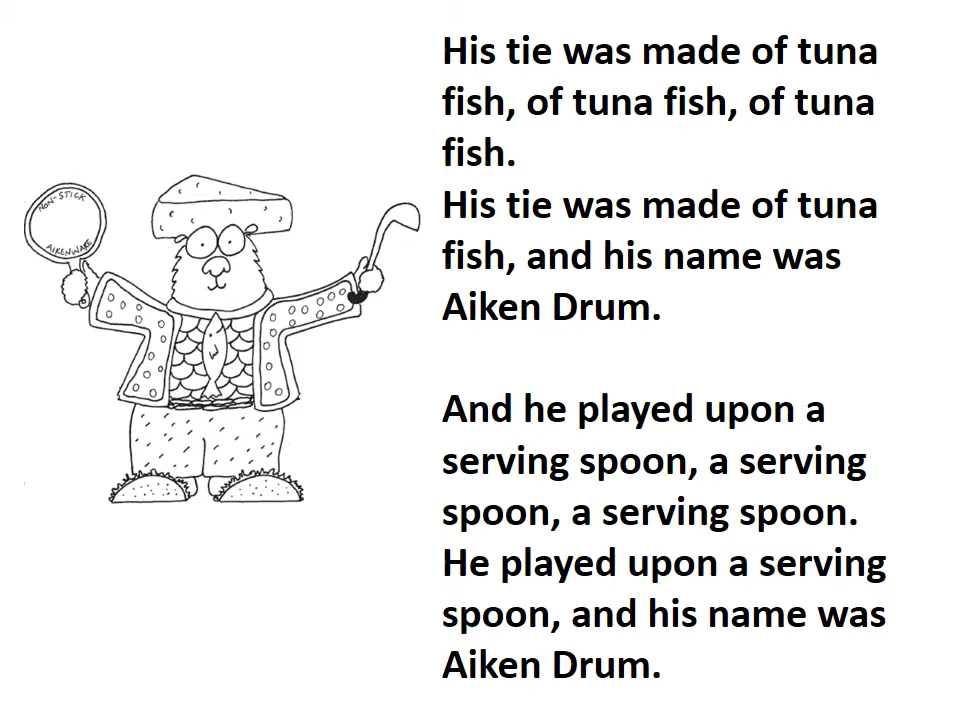 His tie was made of tuna
fish, of tuna fish, of tuna
fish.
His tie was made of tuna
fish, and his name was
Aiken Drum.
NON-STICK
AIKENWARE
And he played upon a
serving spoon, a serving
spoon, a serving spoon.
He played upon a serving
spoon, and his name was
Aiken Drum.